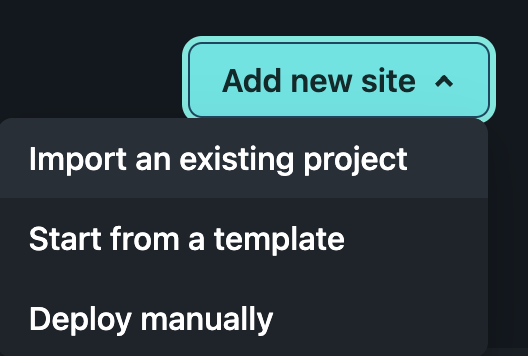 Add new site
Import an existing project
Start from a template
Deploy manually